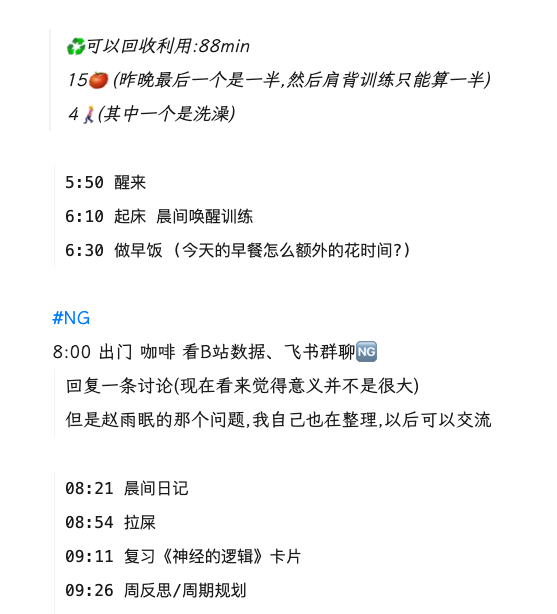 ♻️可以回收利用:88min
15🍅(昨晚最后一个是一半,然后肩背训练只能算一半)
4🚶(其中一个是洗澡)
5:50 醒来
6:10 起床 晨间唤醒训练
6:30 做早饭 (今天的早餐怎么额外的花时间?)
#NG
8:00 出门 咖啡 看B站数据、飞书群聊🆖
回复一条讨论(现在看来觉得意义并不是很大)
但是赵雨眠的那个问题,我自己也在整理,以后可以交流
08:21 晨间日记
08:54 拉屎
09:11 复习《神经的逻辑》卡片
09:26 周反思/周期规划